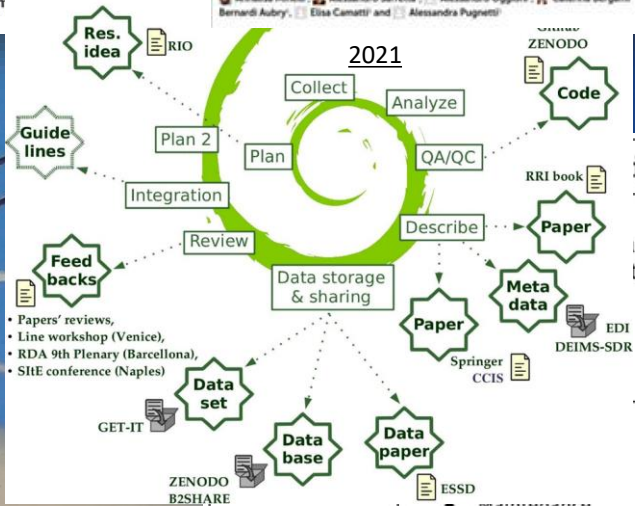 Bernardi Aubry, Elisa Camatti and Alessandra Pugnetti
2021
Res.
idea
RIO
ZENODO
Code
Collect
Analyze
Guide
lines
Plan 2
Plan
QA/QC
RRI book
Integration
Paper
Review
Describe
Feed
backs
Data storage
& sharing
Meta
data
• Papers' reviews,
• Line workshop (Venice),
• RDA 9th Plenary (Barcellona),
• SItE conference (Naples)
Paper
EDI
DEIMS-SDR
Springer
CCIS
Data
set
GET-IT
Data
base
Data
paper
ZENODO
B2SHARE
ESSD